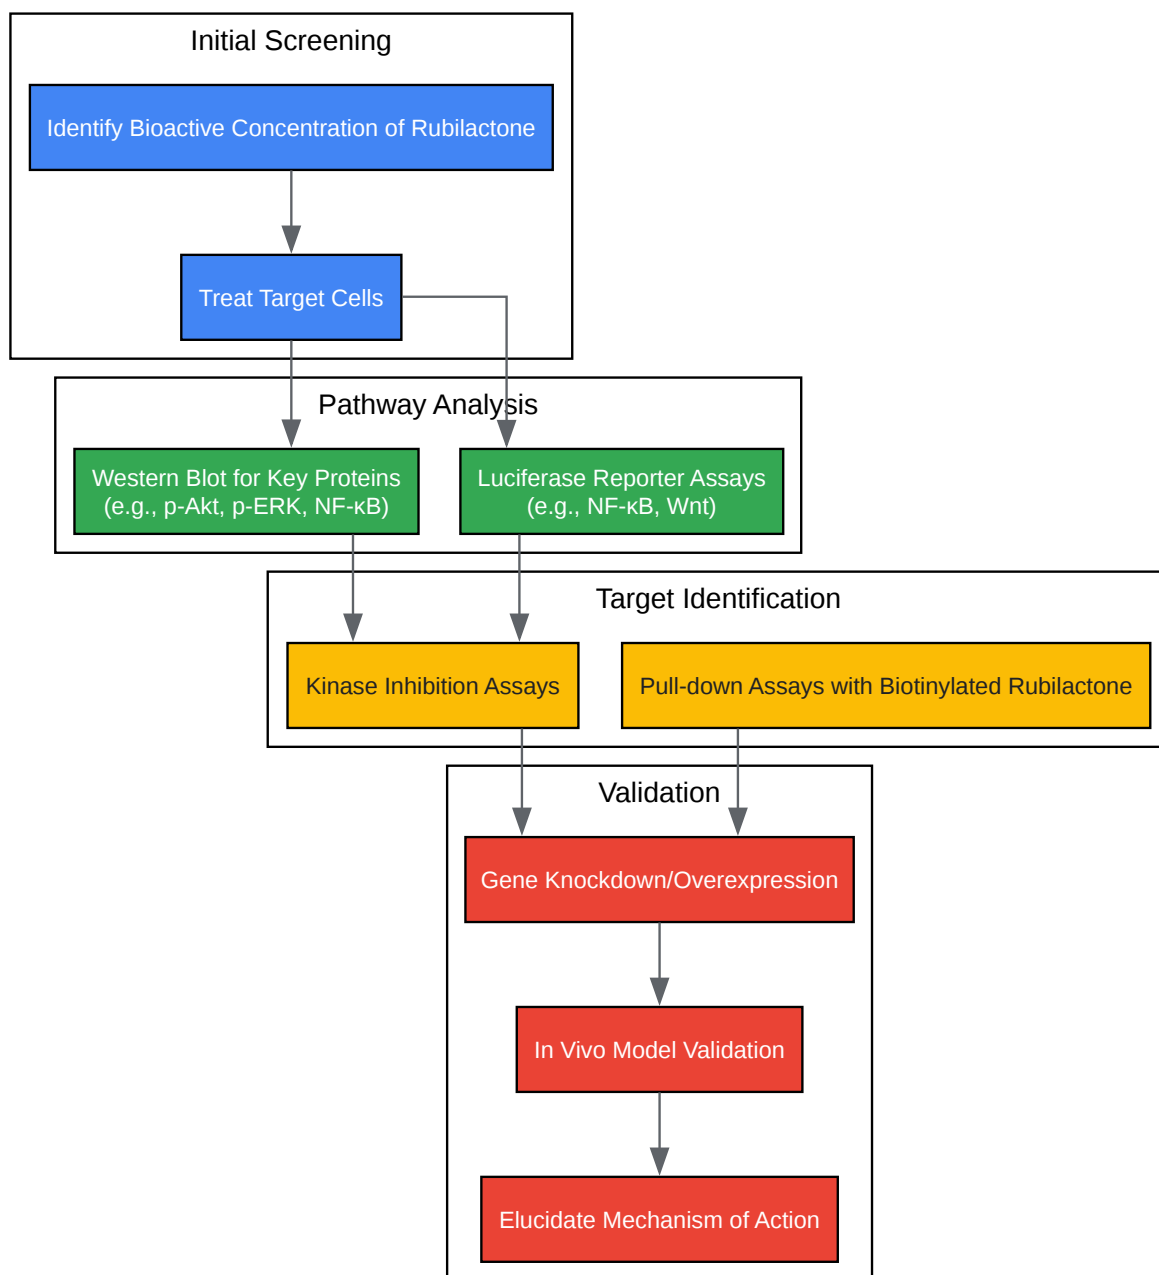 Initial Screening
Identify Bioactive Concentration of Rubilactone
Treat Target Cells
Pathway Analysis
Western Blot for Key Proteins
(e.g., p-Akt, p-ERK, NF-κB)
Luciferase Reporter Assays
(e.g., NF-κB, Wnt)
Target Identification
Kinase Inhibition Assays
Pull-down Assays with Biotinylated Rubilactone
Validation
Gene Knockdown/Overexpression
In Vivo Model Validation
Elucidate Mechanism of Action